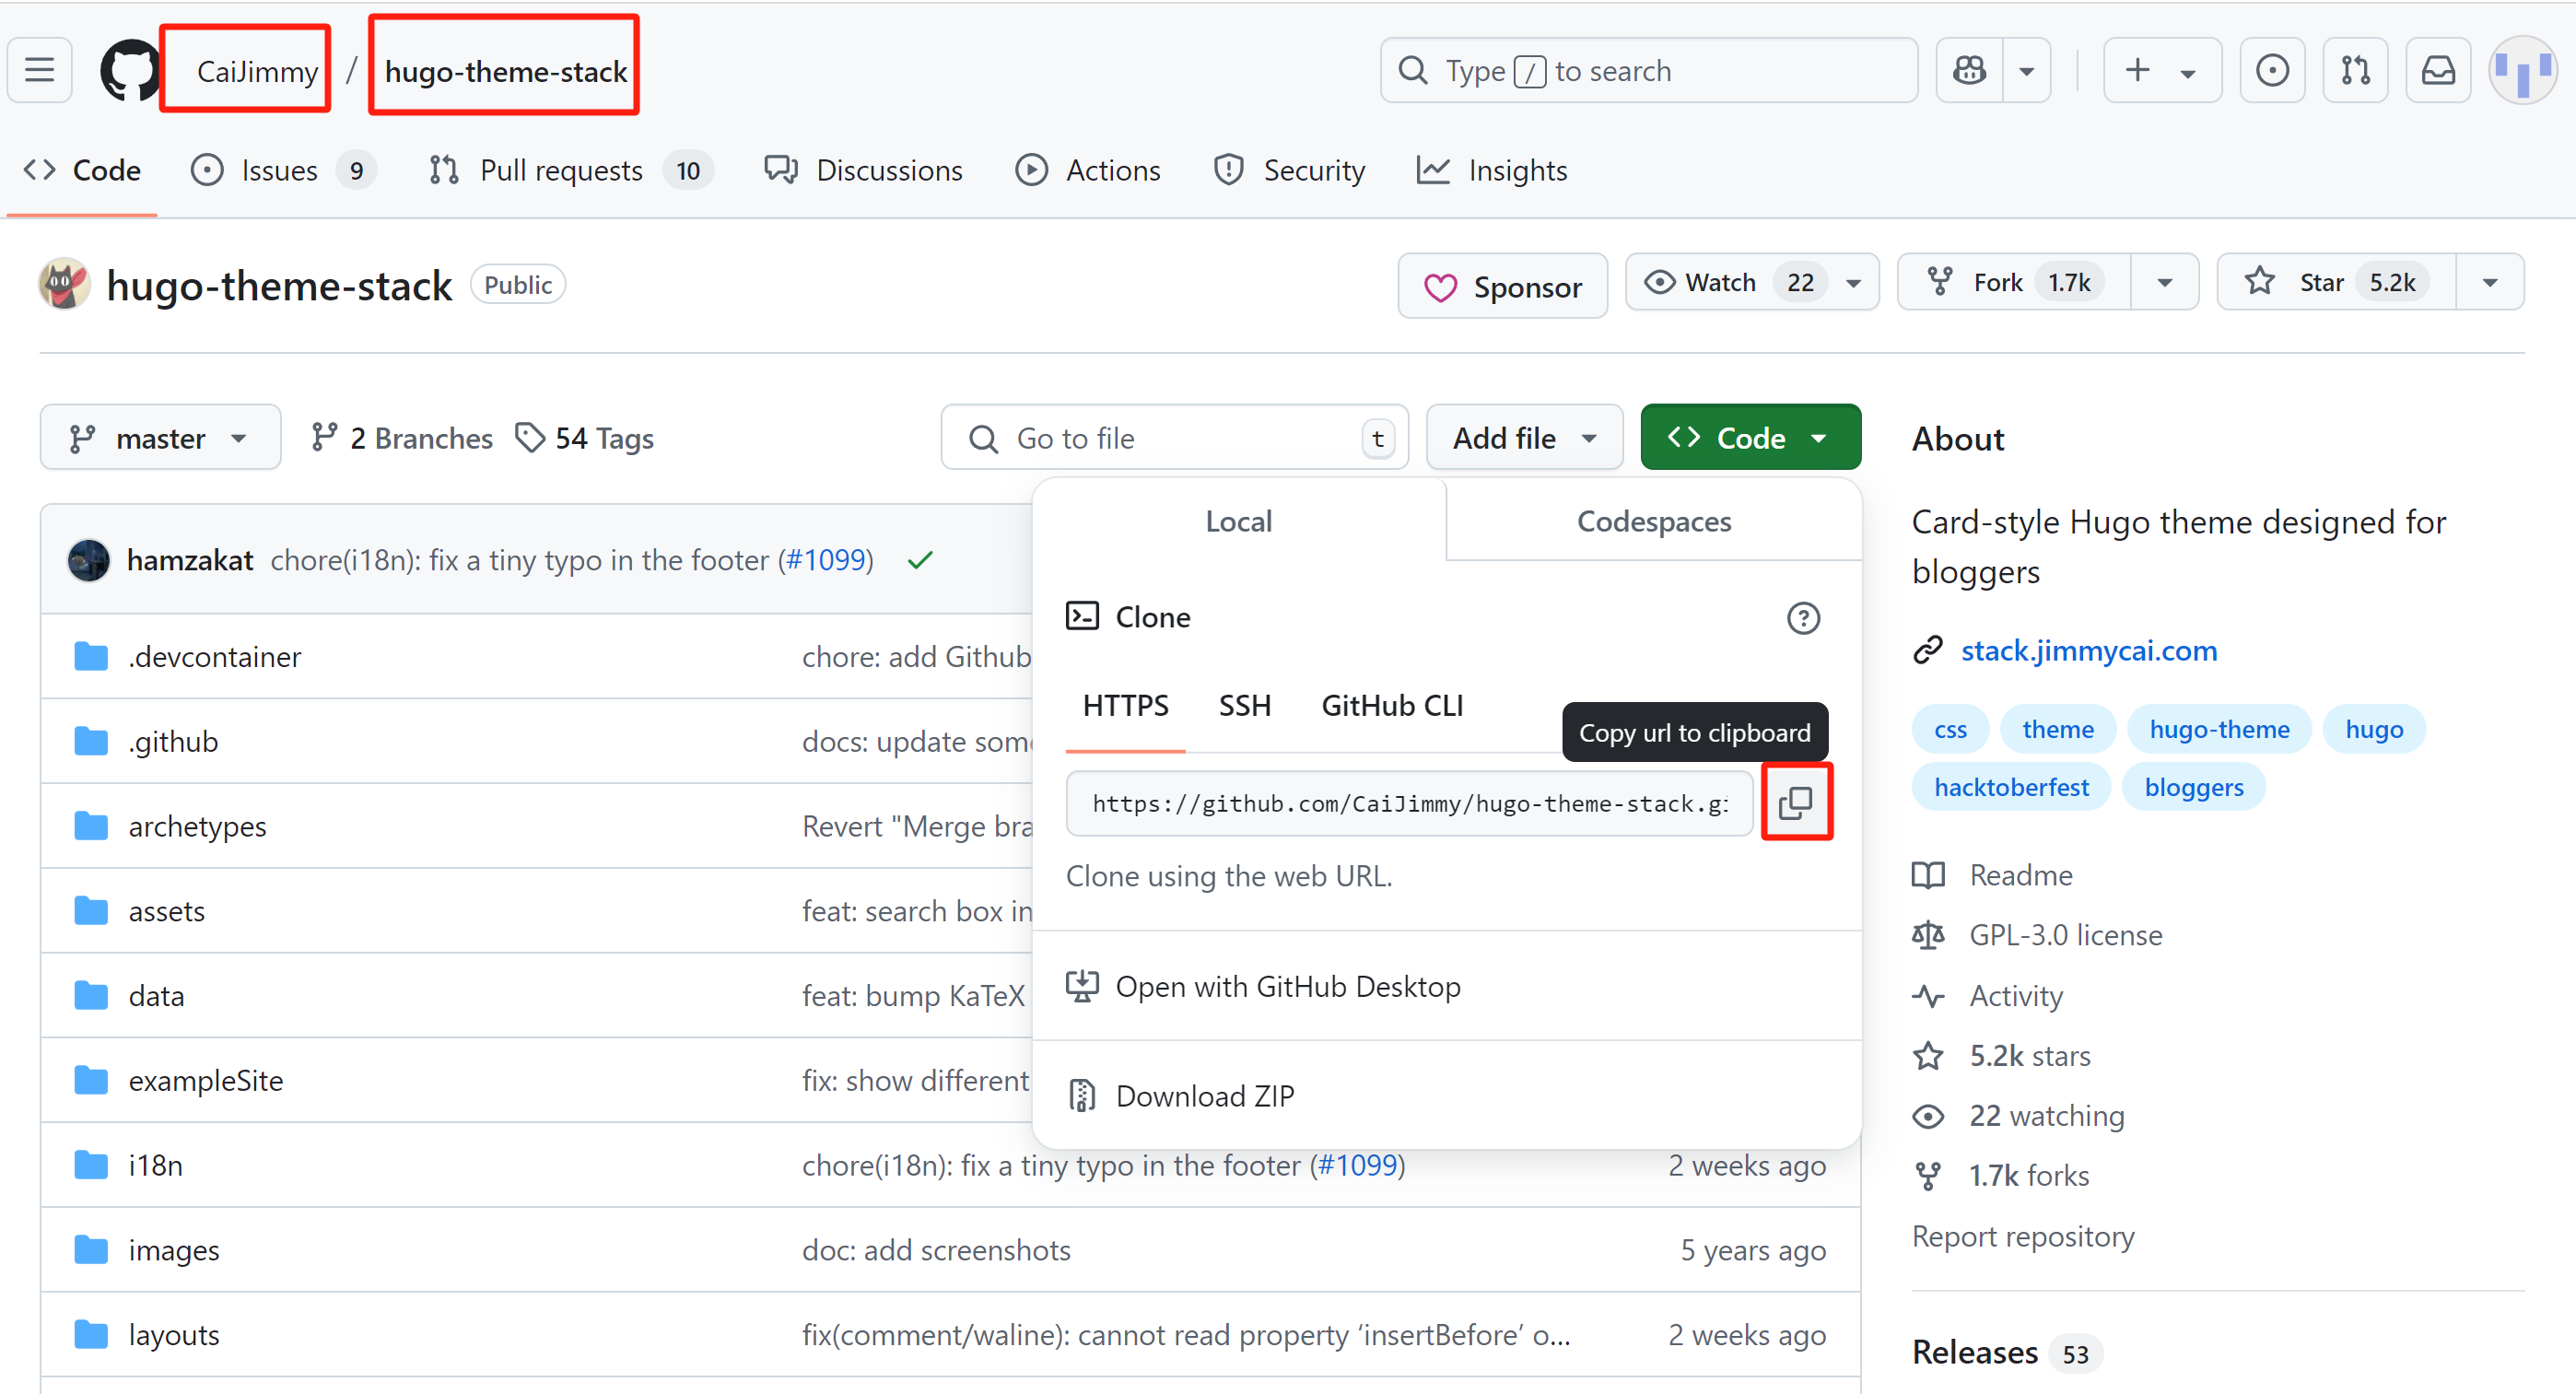 CaiJimmy / hugo-theme-stack
Type / to search
Code Issues 9 Pull requests 10 Discussions Actions Security Insights
hugo-theme-stack Public
Sponsor Watch 22 Fork 1.7k Star 5.2k
master 2 Branches 54 Tags Go to file t Add file Code
Local Codespaces
hamzakat chore(i18n): fix a tiny typo in the footer (#1099)
Clone
HTTPS SSH GitHub CLI
Copy url to clipboard
https://github.com/CaiJimmy/hugo-theme-stack.gi
Clone using the web URL.
Open with GitHub Desktop
Download ZIP
.devcontainer chore: add Github
.github docs: update some
archetypes Revert "Merge bra
assets feat: search box in
data feat: bump KaTeX
exampleSite fix: show different
i18n chore(i18n): fix a tiny typo in the footer (#1099) 2 weeks ago
images doc: add screenshots 5 years ago
layouts fix(comment/waline): cannot read property ‘insertBefore’ o... 2 weeks ago
About
Card-style Hugo theme designed for
bloggers
stack.jimmycai.com
css theme hugo-theme hugo
hacktoberfest bloggers
Readme
GPL-3.0 license
Activity
5.2k stars
22 watching
1.7k forks
Report repository
Releases 53